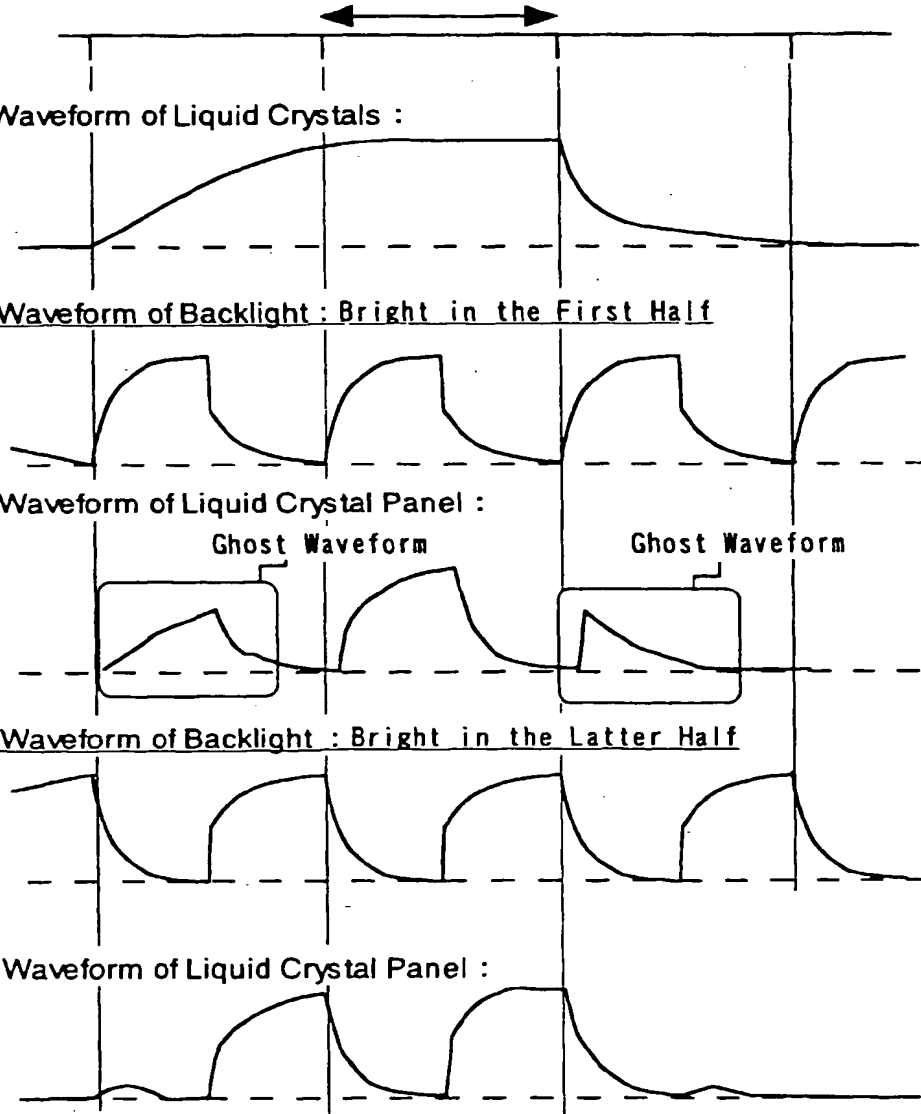 Waveform of Liquid Crystals :
Waveform of Backlight : Bright in the First Half
Waveform of Liquid Crystal Panel :
Ghost Waveform Ghost Waveform
Waveform of Backlight : Bright in the Latter Half
Waveform of Liquid Crystal Panel :